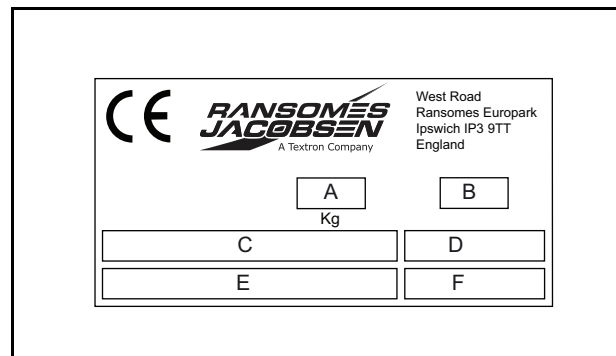 CE
RANSOMES
JACOBSEN
A Textron Company
West Road
Ransomes Europark
Ipswich IP3 9TT
England
A
B
Kg
C
D
E
F